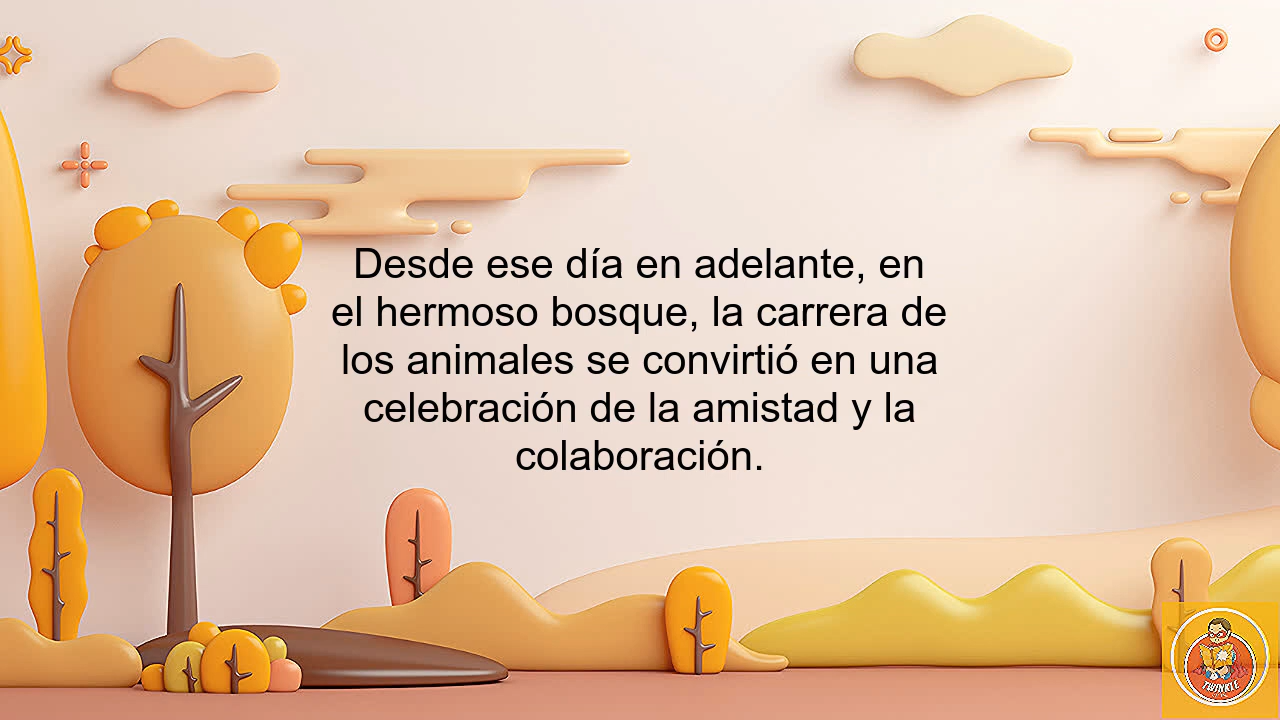 Desde ese día en adelante, en
el hermoso bosque, la carrera de
los animales se convirtió en una
celebración de la amistad y la
colaboración.
TWINKLE